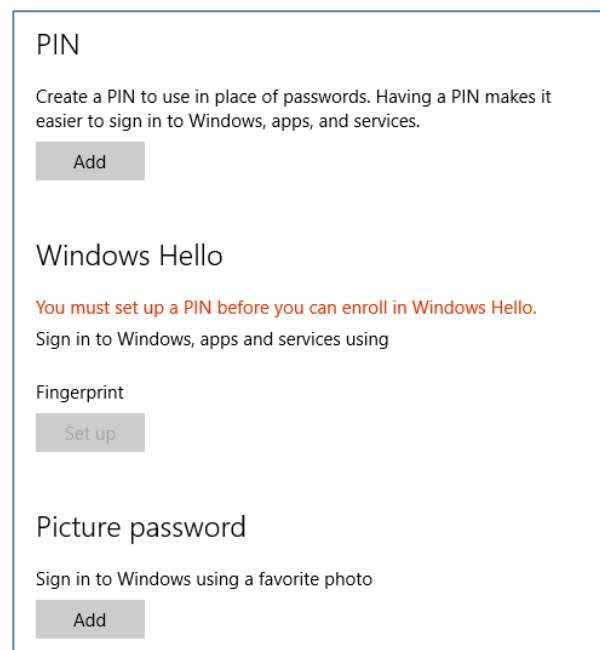 PIN
Create a PIN to use in place of passwords. Having a PIN makes it
easier to sign in to Windows, apps, and services.
Add
Windows Hello
You must set up a PIN before you can enroll in Windows Hello.
Sign in to Windows, apps and services using
Fingerprint
Set up
Picture password
Sign in to Windows using a favorite photo
Add